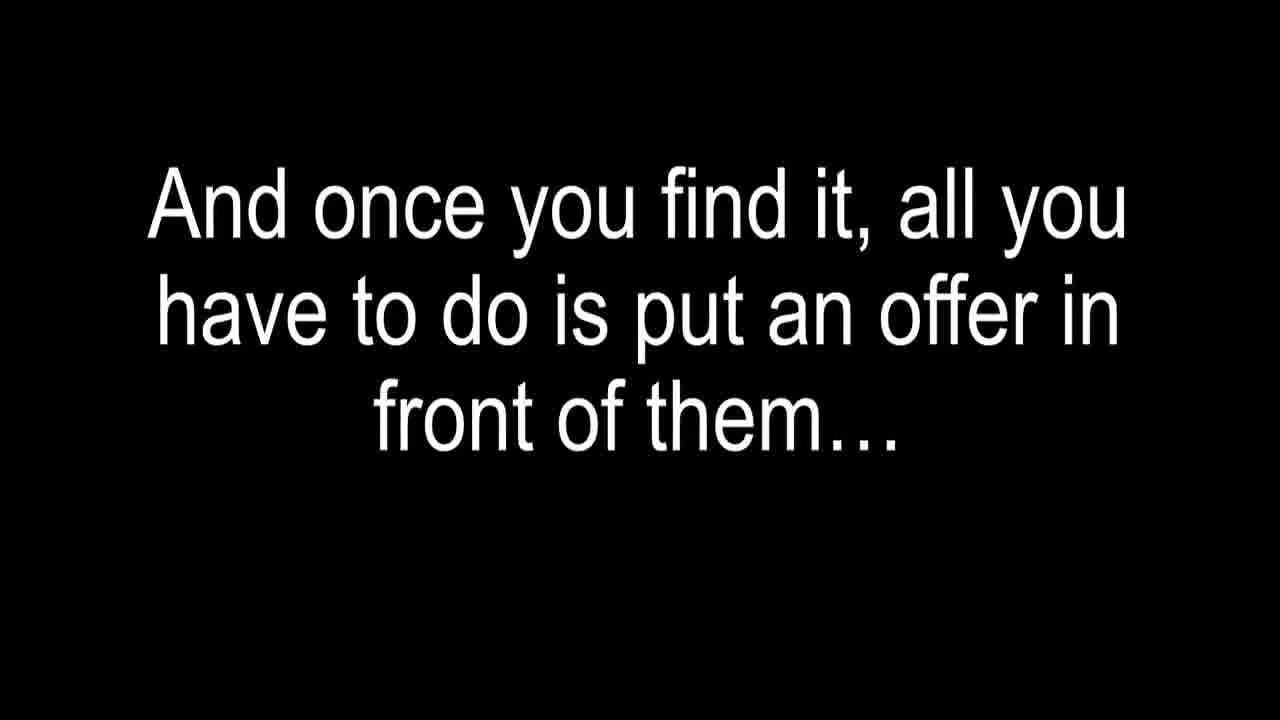 And once you find it, all you
have to do is put an offer in
front of them…